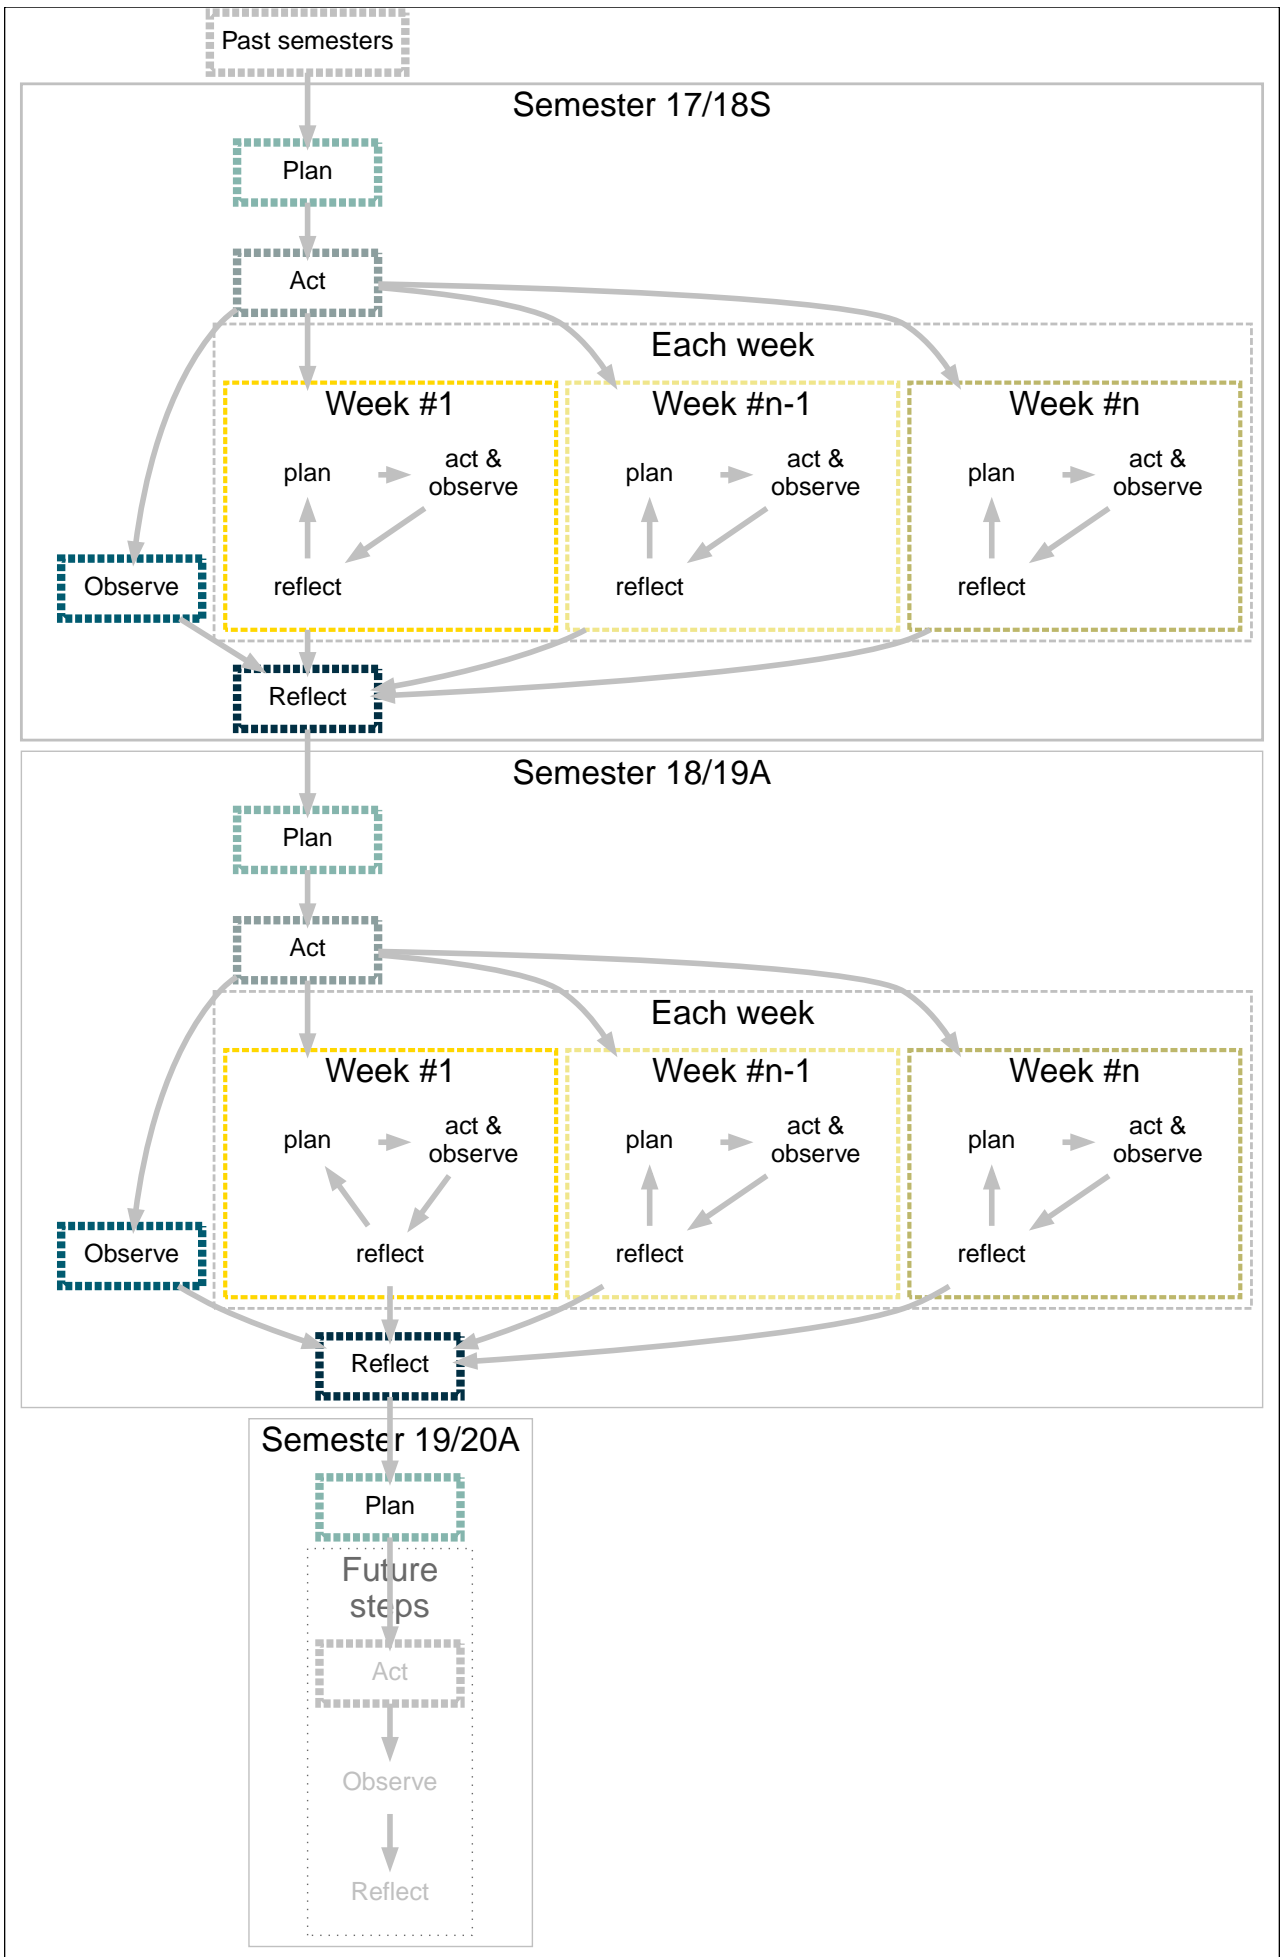 Past semesters
Semester 17/18S
Plan
Act
Each week
Week #1
plan
act &
observe
reflect
Week #n-1
plan
act &
observe
reflect
Week #n
plan
act &
observe
reflect
Observe
Reflect
Semester 18/19A
Plan
Act
Each week
Week #1
plan
act &
observe
reflect
Week #n-1
plan
act &
observe
reflect
Week #n
plan
act &
observe
reflect
Observe
Reflect
Semester 19/20A
Plan
Future
steps
Act
Observe
Reflect